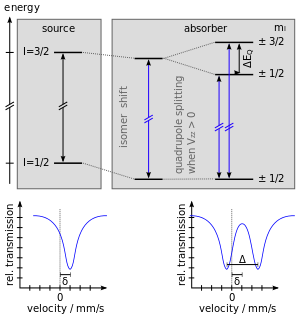 energy
source
absorber
mI
I=3/2
± 3/2
ΔEQ
± 1/2
isomer shift
quadrupole splitting
when Vzz > 0
I=1/2
± 1/2
rel. transmission
δ
0
velocity / mm/s
rel. transmission
Δ
δ
0
velocity / mm/s